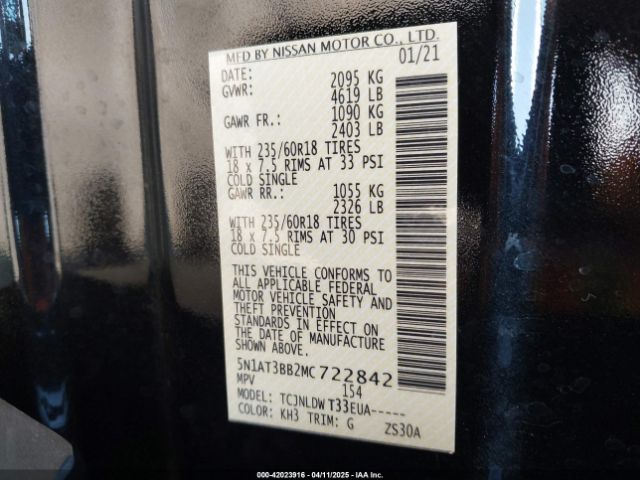 MFD BY NISSAN MOTOR CO., LTD.
DATE: 01/21
GVWR: 2095 KG
4619 LB
GAWR FR.: 1090 KG
2403 LB
WITH 235/60R18 TIRES
18 x 7.5 RIMS AT 33 PSI
COLD SINGLE
GAWR RR.: 1055 KG
2326 LB
WITH 235/60R18 TIRES
18 x 7.5 RIMS AT 30 PSI
COLD SINGLE
THIS VEHICLE CONFORMS TO
ALL APPLICABLE FEDERAL
MOTOR VEHICLE SAFETY AND
THEFT PREVENTION
STANDARDS IN EFFECT ON
THE DATE OF MANUFACTURE
SHOWN ABOVE.
5N1AT3BB2MC722842
MPV 154
MODEL: TCJNLDW T33EUA-----
COLOR: KH3 TRIM: G ZS30A
000-42023916 - 04/11/2025 - IAA Inc.